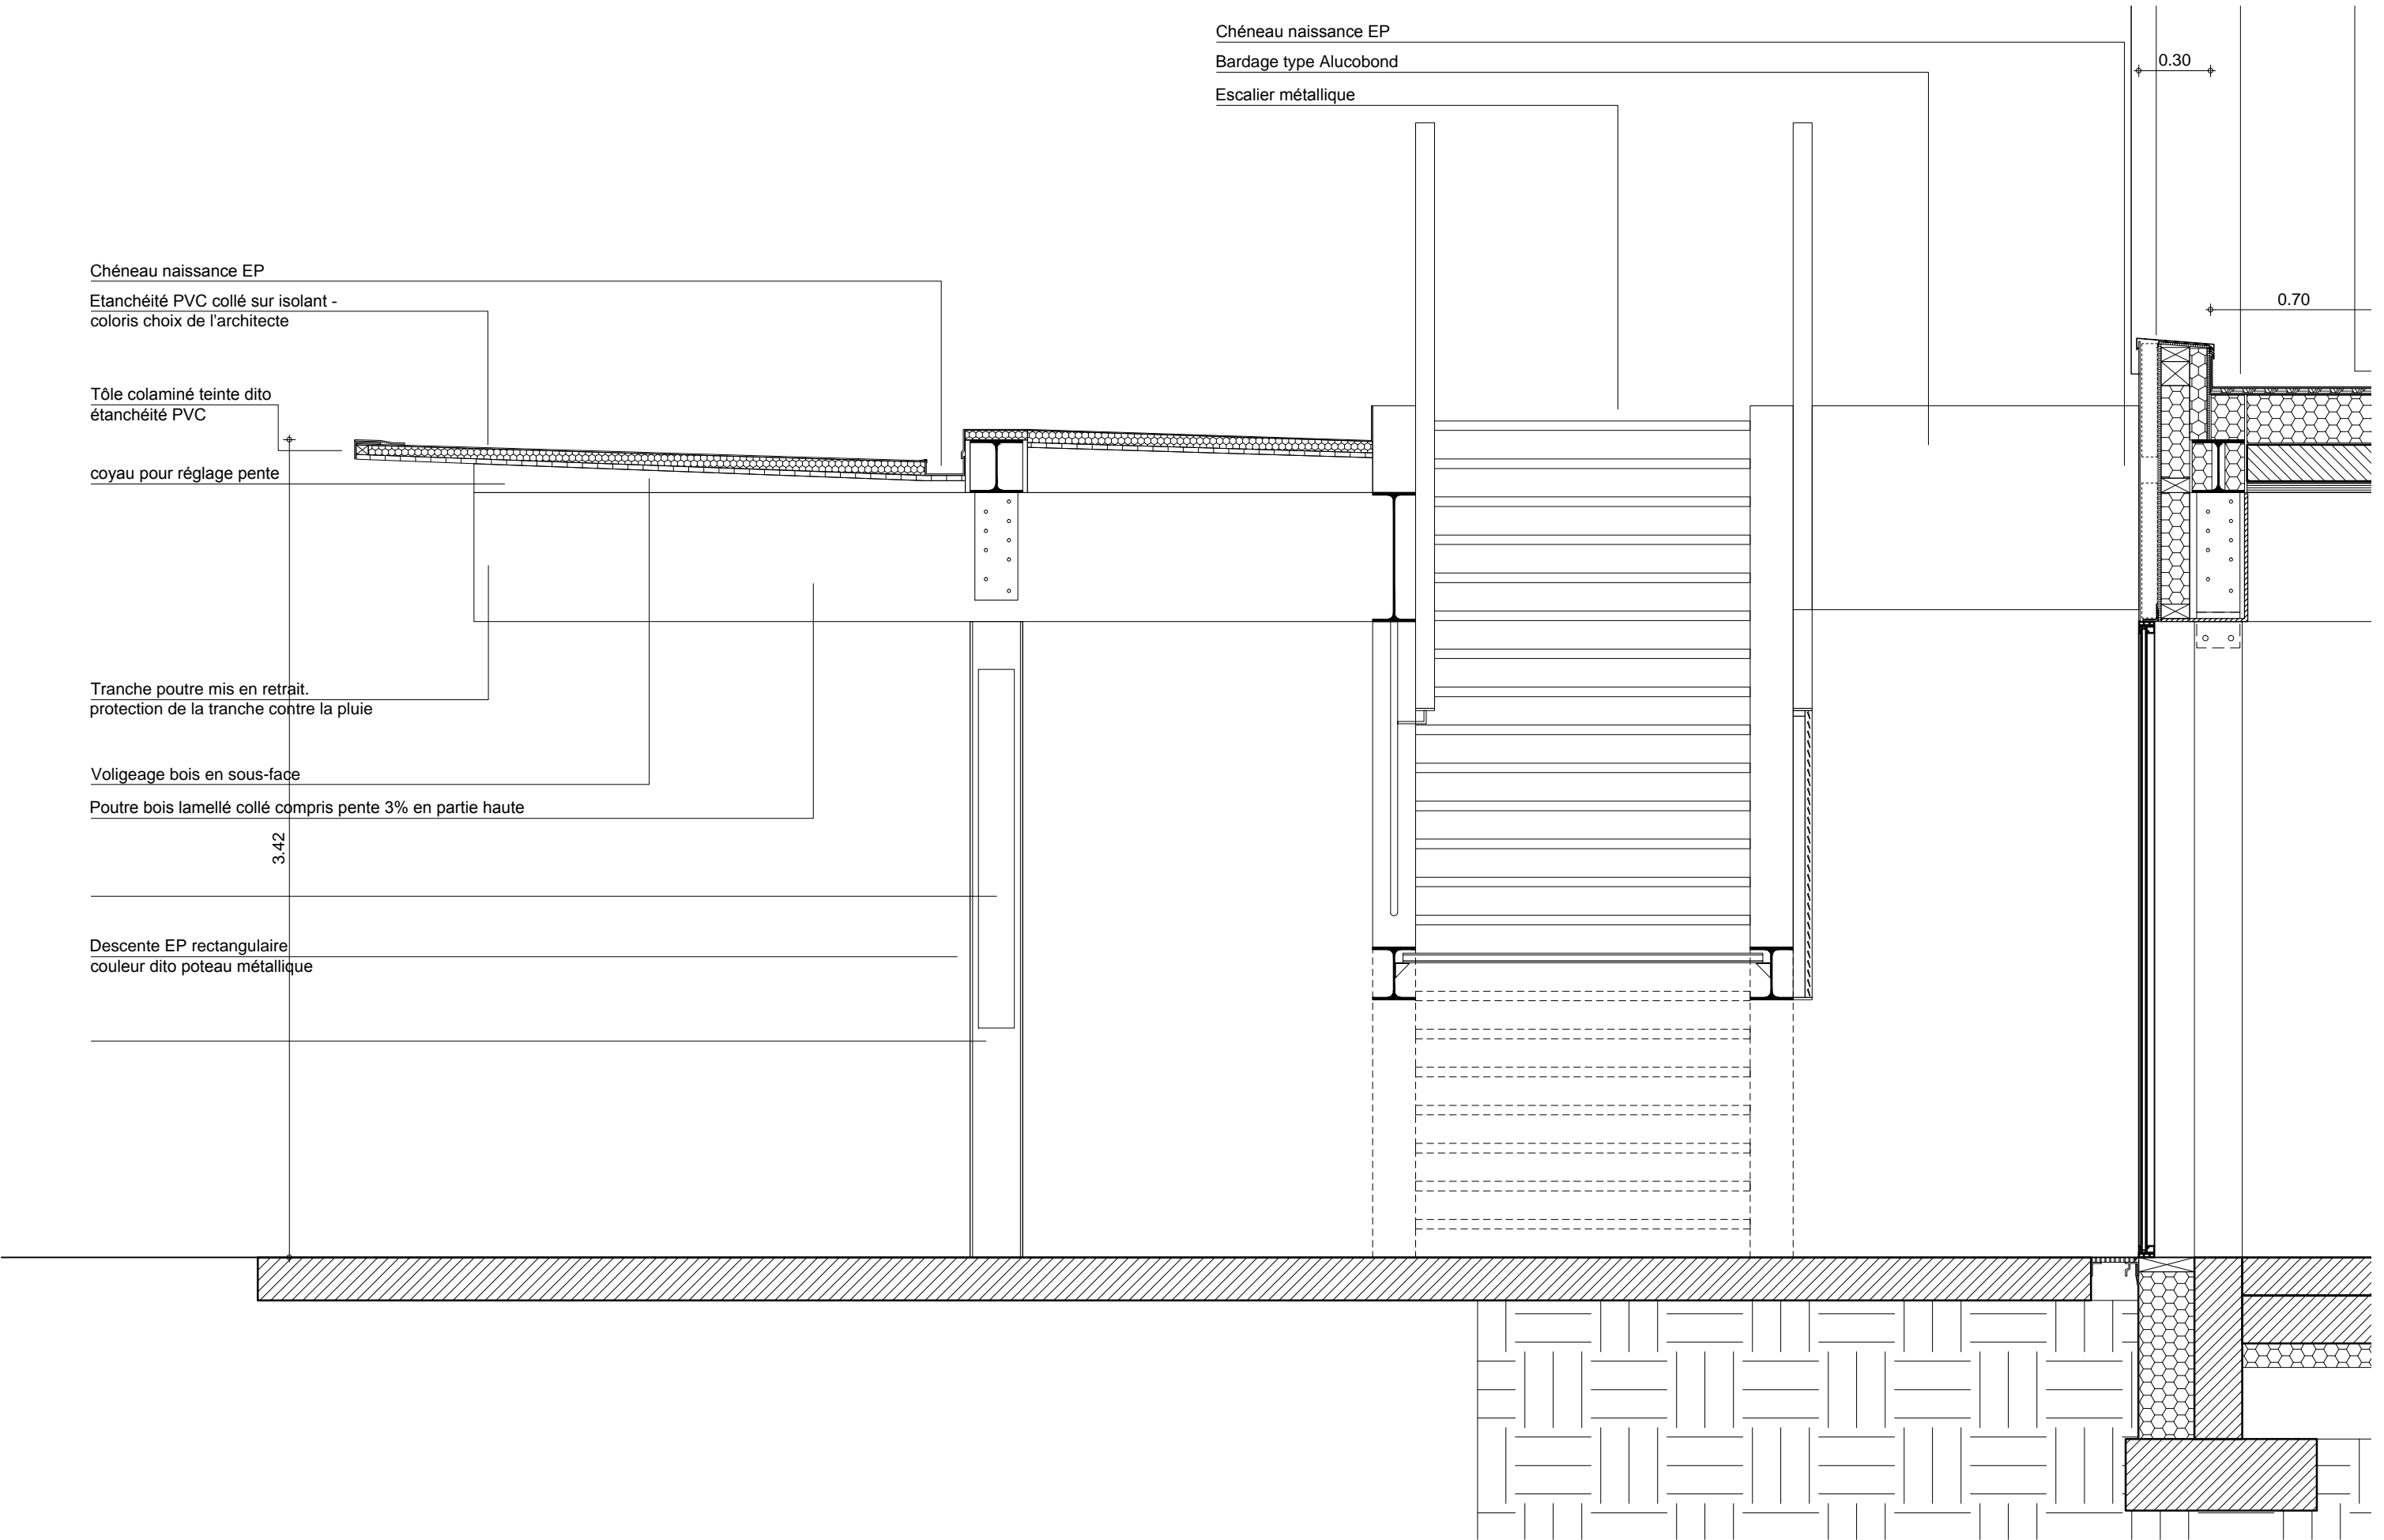 Chéneau naissance EP
Bardage type Alucobond
Escalier métallique
0.30
0.70
Chéneau naissance EP
Etanchéité PVC collé sur isolant -
coloris choix de l'architecte
Tôle colaminé teinte dito
étanchéité PVC
coyau pour réglage pente
Tranche poutre mis en retrait.
protection de la tranche contre la pluie
Voligeage bois en sous-face
Poutre bois lamellé collé compris pente 3% en partie haute
3.42
Descente EP rectangulaire
couleur dito poteau métallique